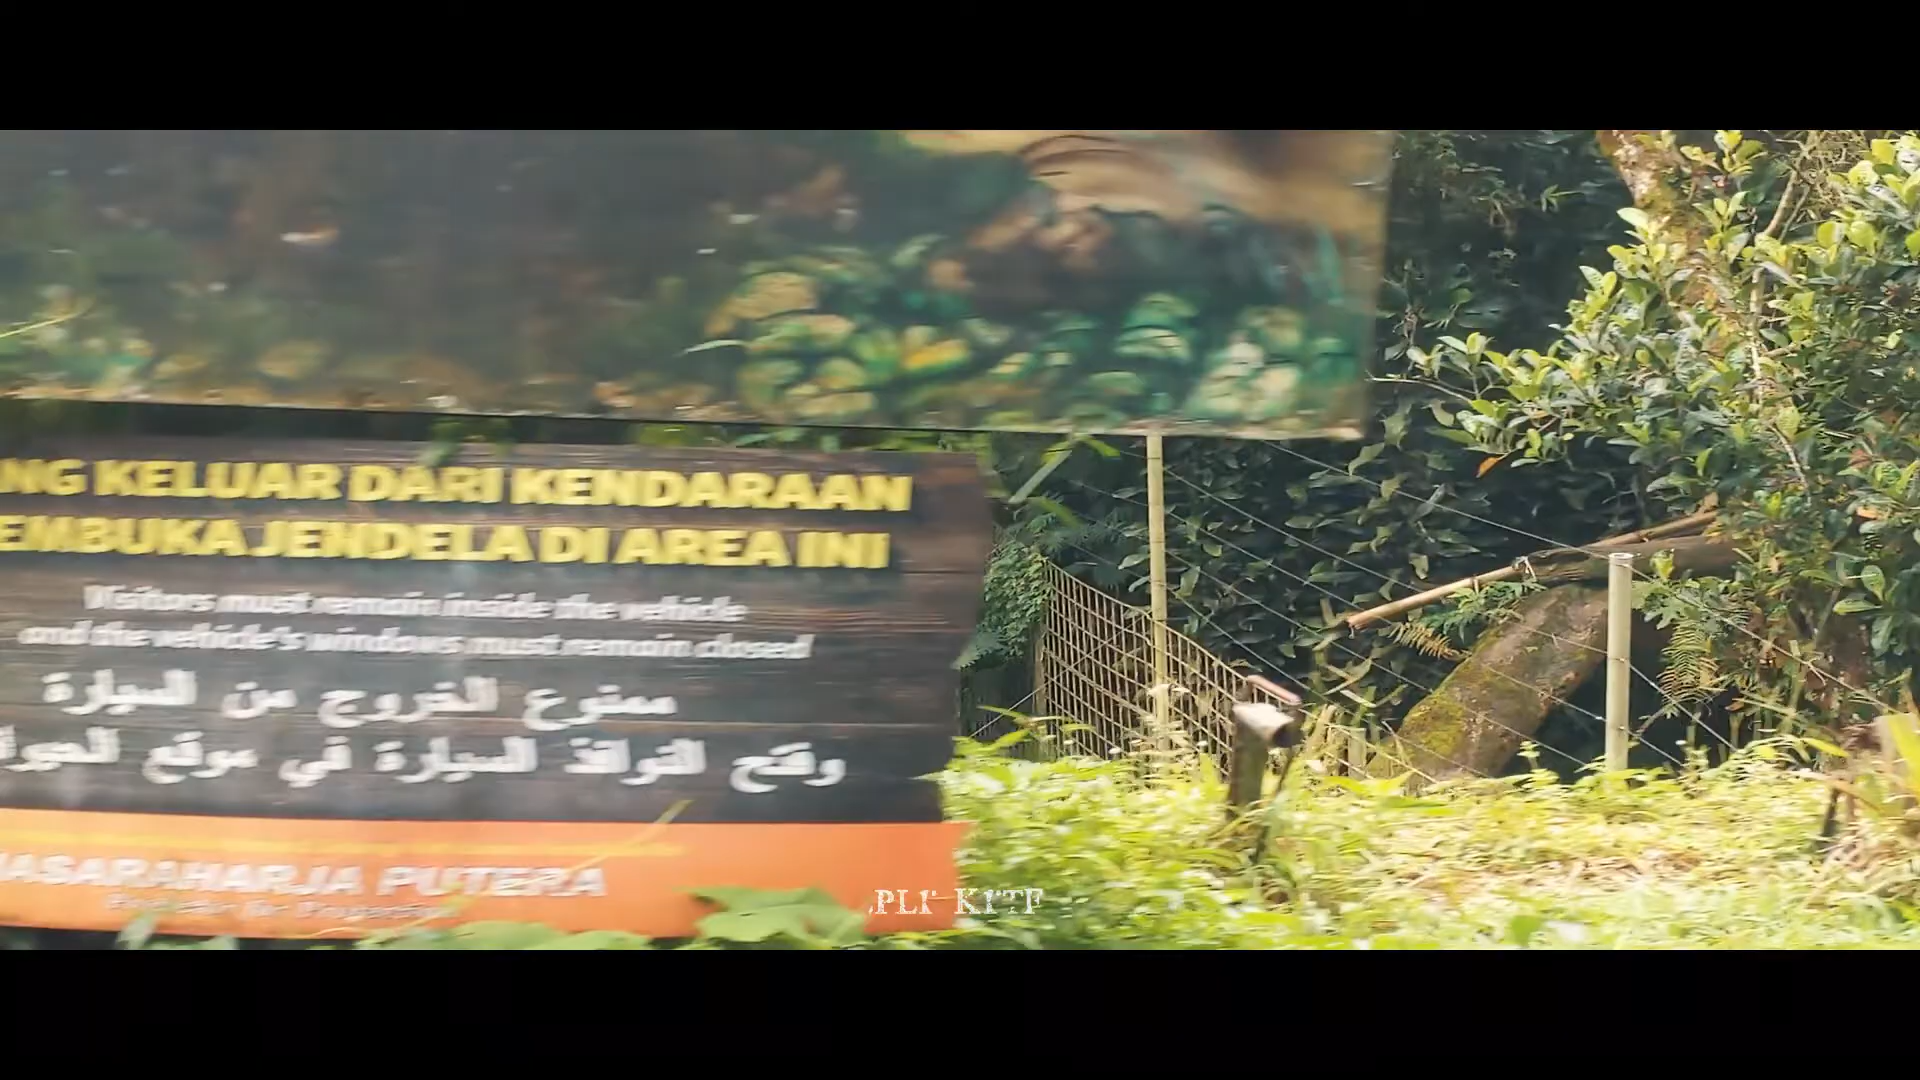 NG KELUAR DARI KENDARAAN
EMBUKA JENDELA DI AREA INI
Visitors must remain inside the vehicle
and the vehicle's windows must remain closed
ممنوع الخروج من السيارة
وفتح النوافذ السيارة في موقع
JASARAHARJA PUTERA